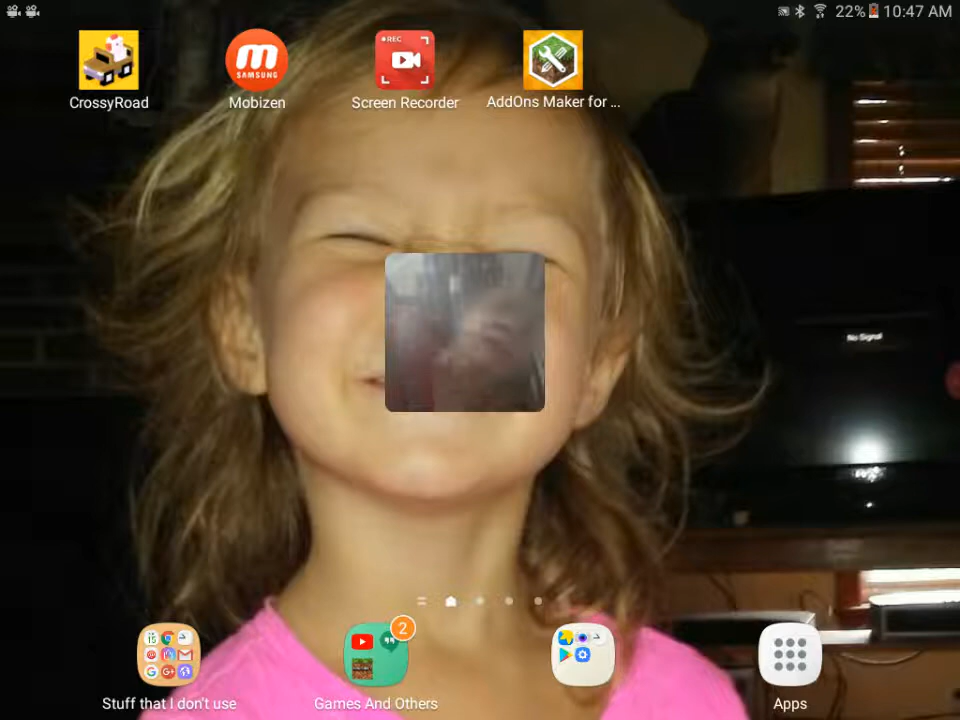 22% 10:47 AM
REC
SAMSUNG
CrossyRoad
Mobizen
Screen Recorder
AddOns Maker for ...
No Signal
2
Stuff that I don't use
Games And Others
Apps